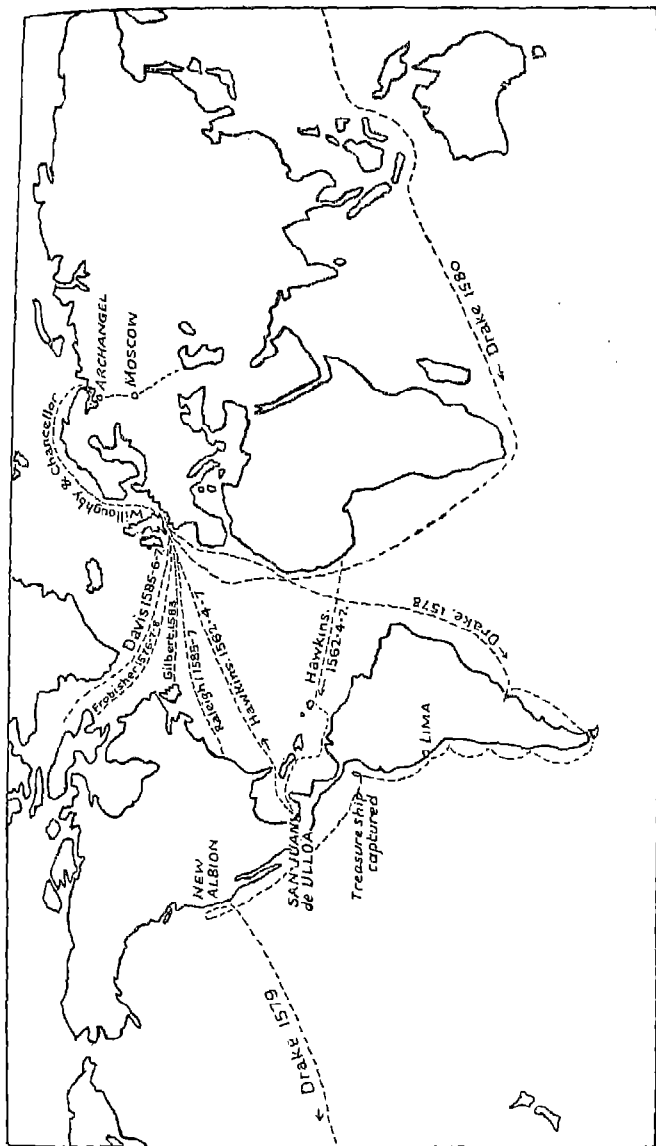 Willoughby & Chancellor
ARCHANGEL
MOSCOW
Davis 1585-6-7
Frobisher 1576-7-8
Gilbert 1583
Raleigh 1585-7
Hawkins 1562-4-7
Hawkins
1562-4-7
NEW
ALBION
SAN JUAN
de ULLOA
Treasure ship
captured
LIMA
← Drake 1579
← Drake, 1578
← Drake 1580